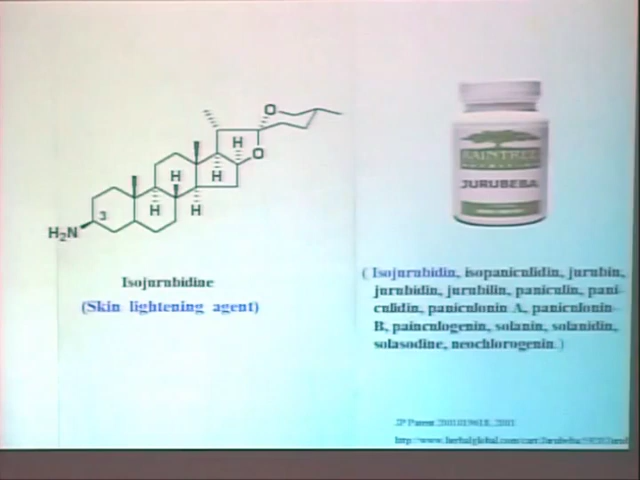 O
H
O
H
H
H
H
3
H₂N
Isojurubidine
(Skin lightening agent)
RAINTREE
JURUBEBA
( Isojurubidin, isopaniculidin, jurubin,
jurubidin, jurubilin, paniculin, pani-
culidin, paniculonin A, paniculonin
B, painculogenin, solanin, solanidin,
solasodine, neochlorogenin.)
JP Patent